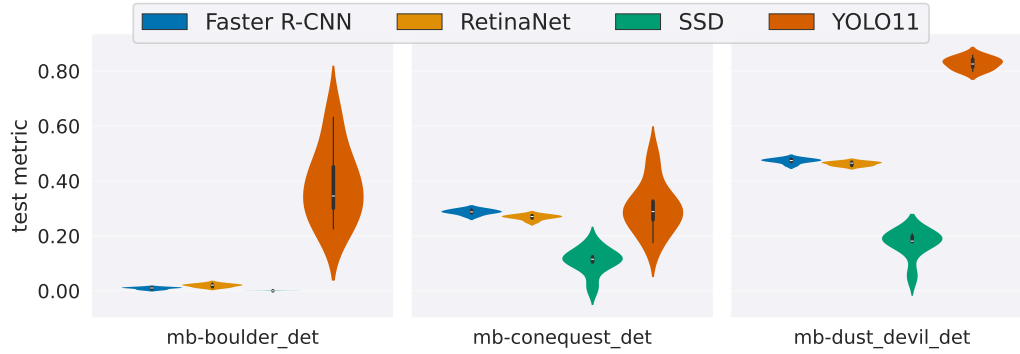 Faster R-CNN RetinaNet SSD YOLO11
test metric
0.80
0.60
0.40
0.20
0.00
mb-boulder_det mb-conequest_det mb-dust_devil_det